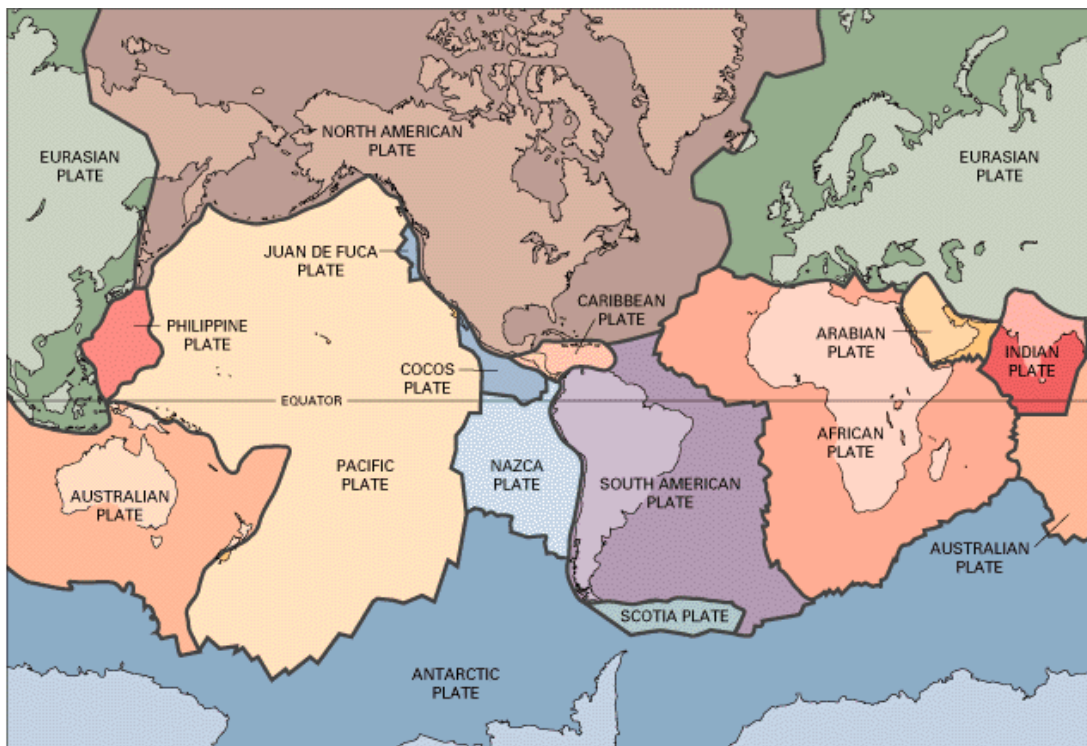 NORTH AMERICAN
PLATE
EURASIAN
PLATE
EURASIAN
PLATE
JUAN DE FUCA
PLATE
CARIBBEAN
PLATE
PHILIPPINE
PLATE
ARABIAN
PLATE
INDIAN
PLATE
COCOS
PLATE
EQUATOR
AFRICAN
PLATE
PACIFIC
PLATE
NAZCA
PLATE
SOUTH AMERICAN
PLATE
AUSTRALIAN
PLATE
AUSTRALIAN
PLATE
SCOTIA PLATE
ANTARCTIC
PLATE